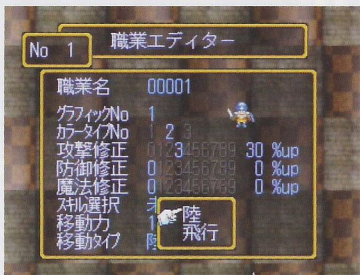 No 1
職業エディター
職業名 00001
グラフィックNo 1
カラータイプNo 1 2 3
攻撃修正 0123456789 30 %up
防御修正 0123456789 0 %up
魔法修正 0123456789 0 %up
スキル選択
移動力 1
移動タイプ
陸
飛行